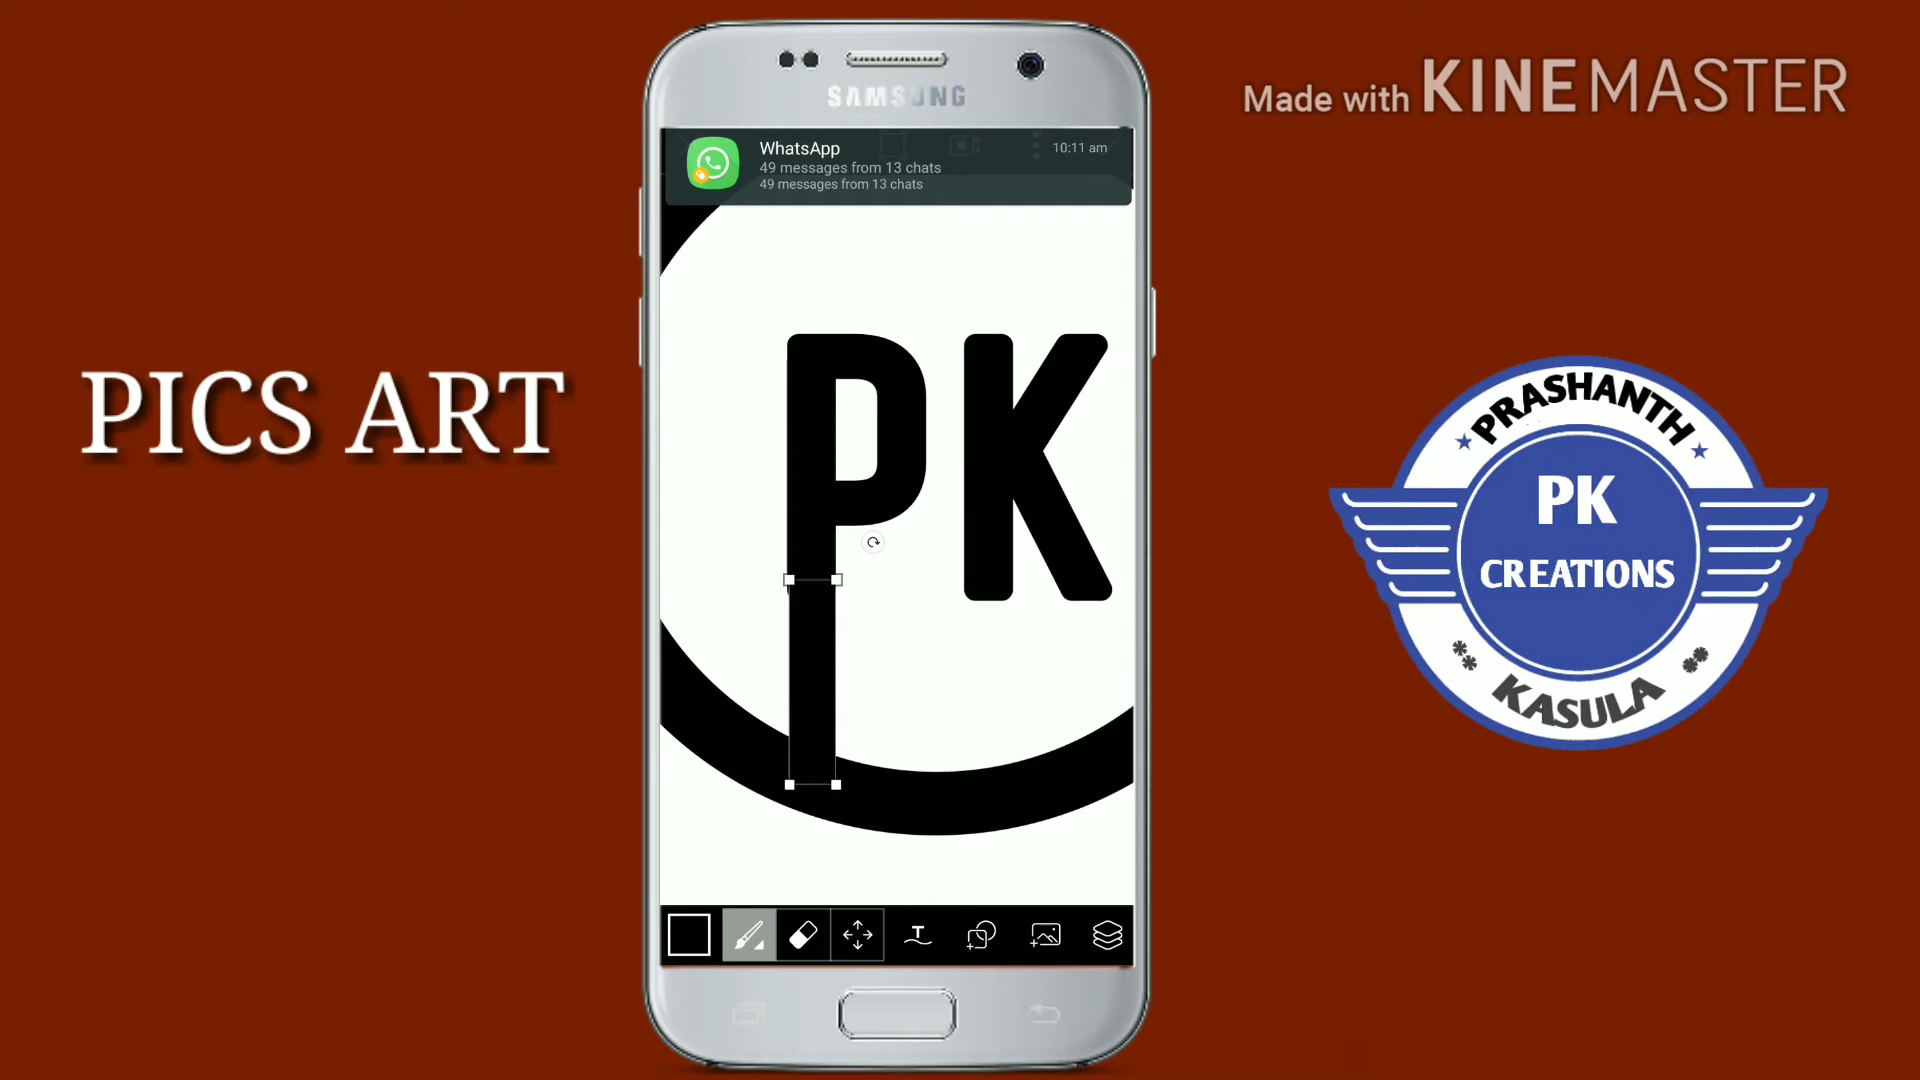 Made with KINEMASTER
SAMSUNG
WhatsApp
10:11 am
49 messages from 13 chats
49 messages from 13 chats
PICS ART
PK
T
PRASHANTH
PK
CREATIONS
KASULA